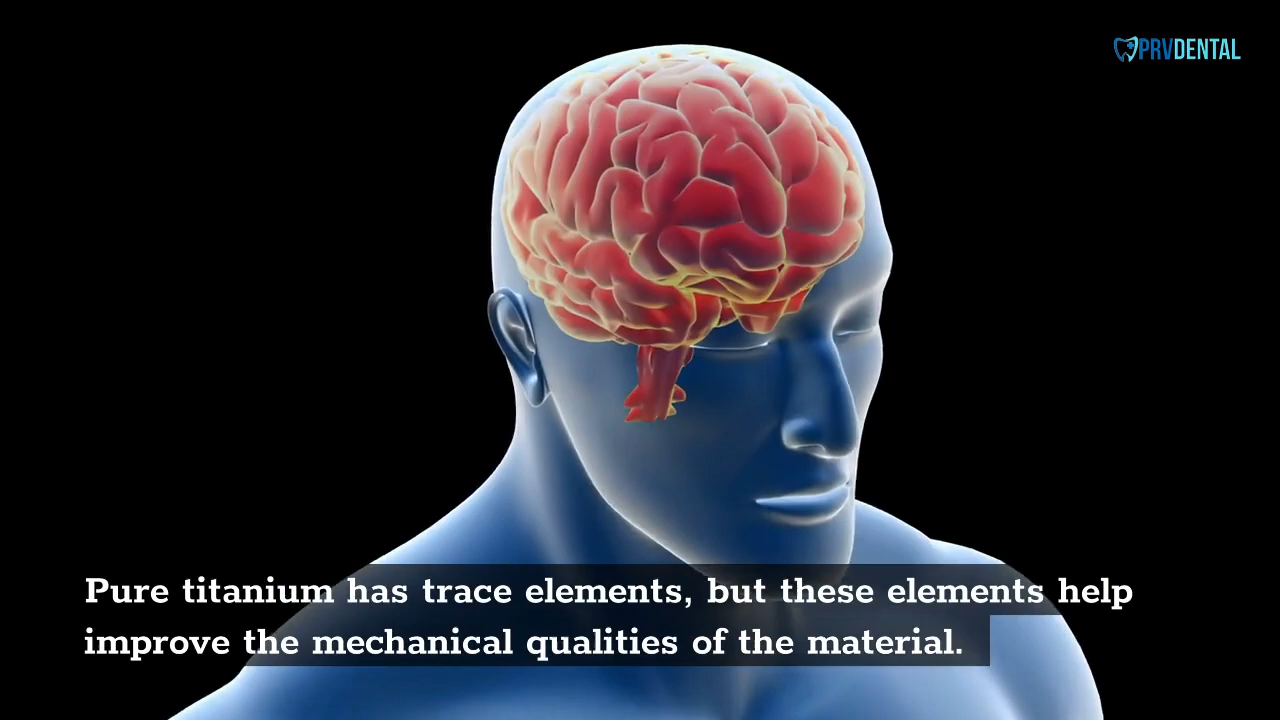 PRVDENTAL
Pure titanium has trace elements, but these elements help
improve the mechanical qualities of the material.